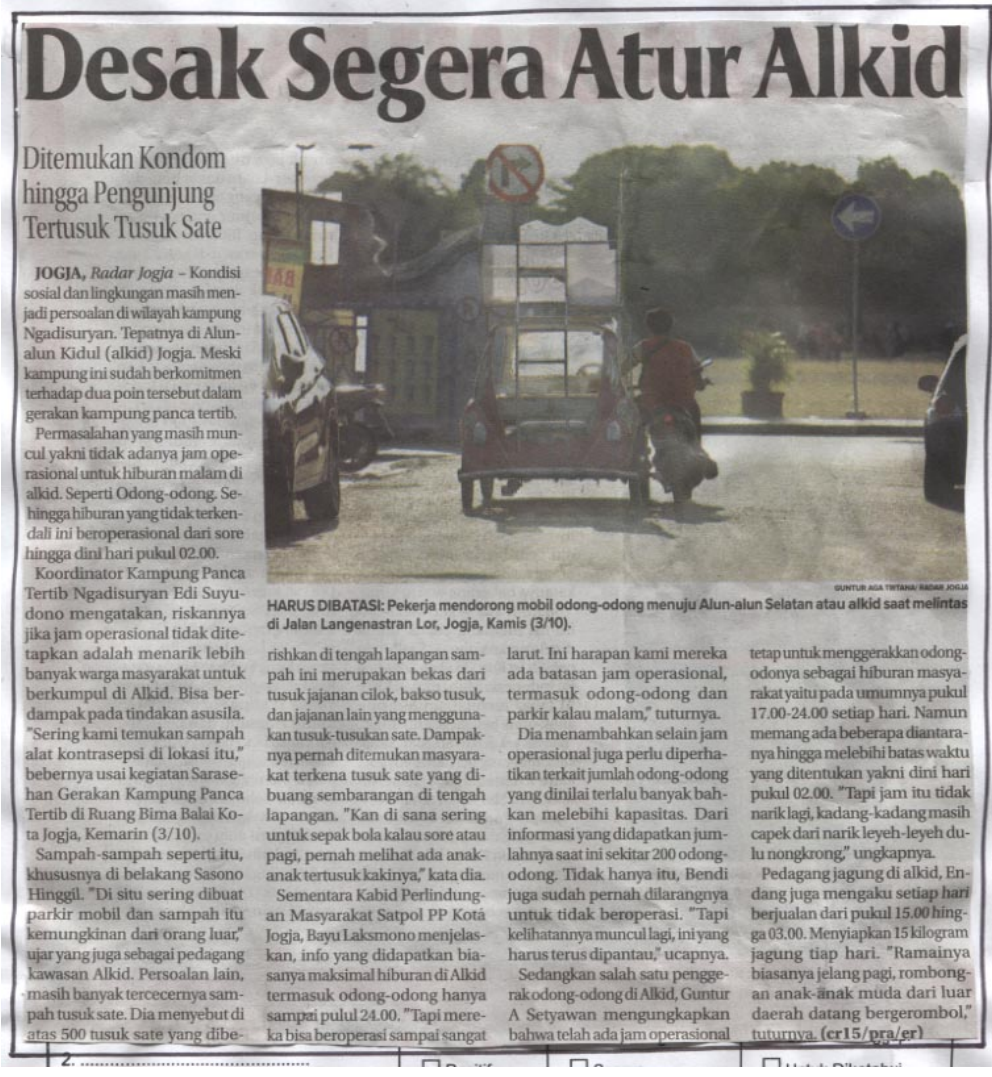 Desak Segera Atur Alkid
Ditemukan Kondom
hingga Pengunjung
Tertusuk Tusuk Sate
JOGJA, Radar Jogja – Kondisi
sosial dan lingkungan masih men-
jadi persoalan di wilayah kampung
Ngadisuryan. Tepatnya di Alun-
alun Kidul (alkid) Jogja. Meski
kampung ini sudah berkomitmen
terhadap dua poin tersebut dalam
gerakan kampung panca tertib.
Permasalahan yang masih mun-
cul yakni tidak adanya jam ope-
rasional untuk hiburan malam di
alkid. Seperti Odong-odong. Se-
hingga hiburan yang tidak terken-
dali ini beroperasional dari sore
hingga dini hari pukul 02.00.
Koordinator Kampung Panca
Tertib Ngadisuryan Edi Suyu-
dono mengatakan, riskannya
jika jam operasional tidak dite-
tapkan adalah menarik lebih
banyak warga masyarakat untuk
berkumpul di Alkid. Bisa ber-
dampak pada tindakan asusila.
"Sering kami temukan sampah
alat kontrasepsi di lokasi itu,"
bebernya usai kegiatan Sarase-
han Gerakan Kampung Panca
Tertib di Ruang Bima Balai Ko-
ta Jogja, Kemarin (3/10).
Sampah-sampah seperti itu,
khususnya di belakang Sasono
Hinggil. "Di situ sering dibuat
parkir mobil dan sampah itu
kemungkinan dari orang luar,"
ujar yang juga sebagai pedagang
kawasan Alkid. Persoalan lain,
masih banyak tercecernya sam-
pah tusuk sate. Dia menyebut di
atas 500 tusuk sate yang dibe-
GUNTUR AGA TIRTANA/ RADAR JOGJA
HARUS DIBATASI: Pekerja mendorong mobil odong-odong menuju Alun-alun Selatan atau alkid saat melintas
di Jalan Langenastran Lor, Jogja, Kamis (3/10).
rishkan di tengah lapangan sam-
pah ini merupakan bekas dari
tusuk jajanan cilok, bakso tusuk,
dan jajanan lain yang mengguna-
kan tusuk-tusukan sate. Dampak-
nya pernah ditemukan masyara-
kat terkena tusuk sate yang di-
buang sembarangan di tengah
lapangan. "Kan di sana sering
untuk sepak bola kalau sore atau
pagi, pernah melihat ada anak-
anak tertusuk kakinya," kata dia.
Sementara Kabid Perlindung-
an Masyarakat Satpol PP Kota
Jogja, Bayu Laksmono menjelas-
kan, info yang didapatkan bia-
sanya maksimal hiburan di Alkid
termasuk odong-odong hanya
sampai pulul 24.00. "Tapi mere-
ka bisa beroperasi sampai sangat
larut. Ini harapan kami mereka
ada batasan jam operasional,
termasuk odong-odong dan
parkir kalau malam," tuturnya.
Dia menambahkan selain jam
operasional juga perlu diperha-
tikan terkait jumlah odong-odong
yang dinilai terlalu banyak bah-
kan melebihi kapasitas. Dari
informasi yang didapatkan jum-
lahnya saat ini sekitar 200 odong-
odong. Tidak hanya itu, Bendi
juga sudah pernah dilarangnya
untuk tidak beroperasi. "Tapi
kelihatannya muncul lagi, ini yang
harus terus dipantau," ucapnya.
Sedangkan salah satu pengge-
rak odong-odong di Alkid, Guntur
A Setyawan mengungkapkan
bahwa telah ada jam operasional
tetap untuk menggerakkan odong-
odonya sebagai hiburan masya-
rakat yaitu pada umumnya pukul
17.00-24.00 setiap hari. Namun
memang ada beberapa diantara-
nya hingga melebihi batas waktu
yang ditentukan yakni dini hari
pukul 02.00. "Tapi jam itu tidak
narik lagi, kadang-kadang masih
capek dari narik leyeh-leyeh du-
lu nongkrong," ungkapnya.
Pedagang jagung di alkid, En-
dang juga mengaku setiap hari
berjualan dari pukul 15.00 hing-
ga 03.00. Menyiapkan 15 kilogram
jagung tiap hari. "Ramainya
biasanya jelang pagi, rombong-
an anak-anak muda dari luar
daerah datang bergerombol,"
tuturnya. (cr15/pra/er)
2.